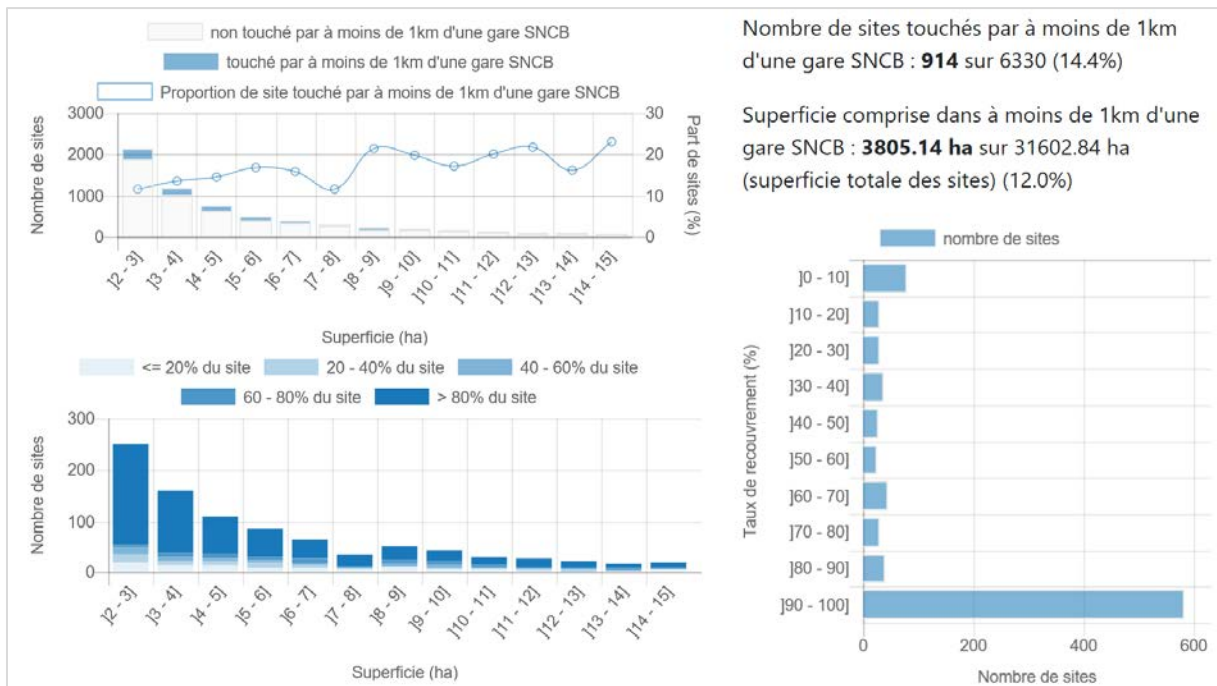 non touché par à moins de 1km d'une gare SNCB
touché par à moins de 1km d'une gare SNCB
Proportion de site touché par à moins de 1km d'une gare SNCB
3000
2000
1000
0
30
20
10
0
Nombre de sites
Part de sites (%)
]2 - 3]
]3 - 4]
]4 - 5]
]5 - 6]
]6 - 7]
]7 - 8]
]8 - 9]
]9 - 10]
]10 - 11]
]11 - 12]
]12 - 13]
]13 - 14]
]14 - 15]
Superficie (ha)
<= 20% du site
20 - 40% du site
40 - 60% du site
60 - 80% du site
> 80% du site
300
200
100
0
Nombre de sites
]2 - 3]
]3 - 4]
]4 - 5]
]5 - 6]
]6 - 7]
]7 - 8]
]8 - 9]
]9 - 10]
]10 - 11]
]11 - 12]
]12 - 13]
]13 - 14]
]14 - 15]
Superficie (ha)
Nombre de sites touchés par à moins de 1km
d'une gare SNCB : 914 sur 6330 (14.4%)
Superficie comprise dans à moins de 1km d'une
gare SNCB : 3805.14 ha sur 31602.84 ha
(superficie totale des sites) (12.0%)
nombre de sites
Taux de recouvrement (%)
]0 - 10]
]10 - 20]
]20 - 30]
]30 - 40]
]40 - 50]
]50 - 60]
]60 - 70]
]70 - 80]
]80 - 90]
]90 - 100]
0
200
400
600
Nombre de sites